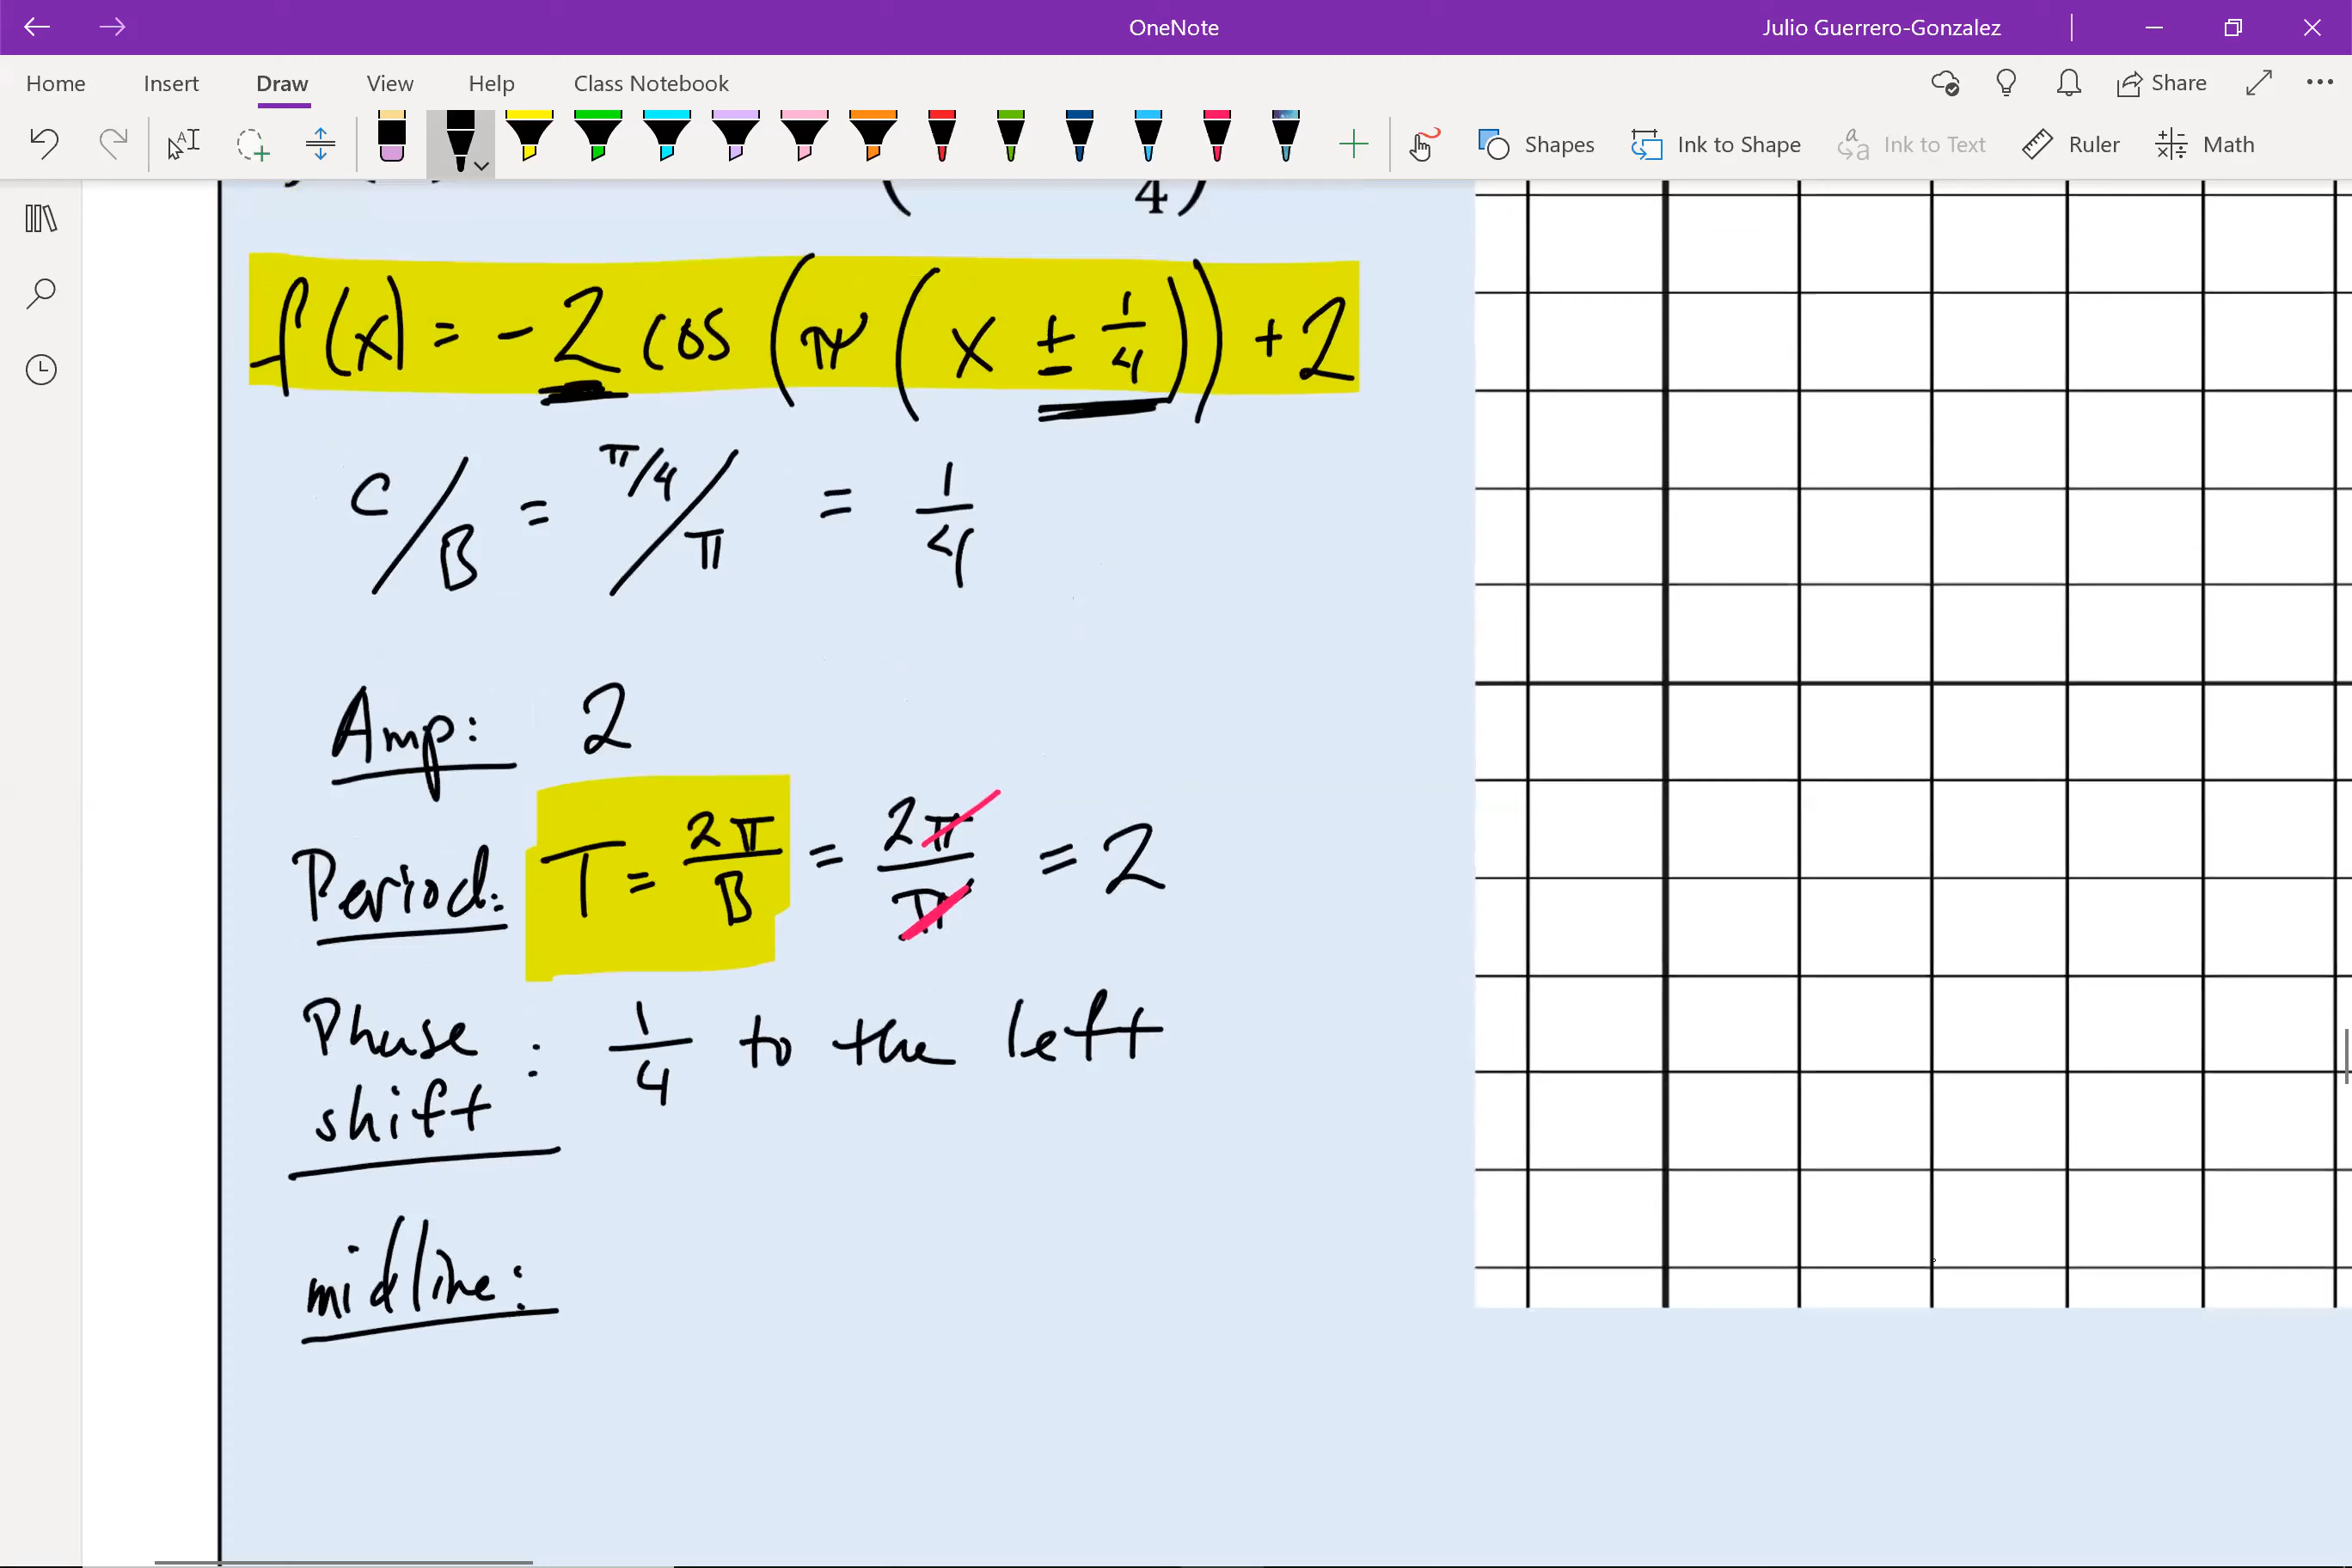 OneNote
Julio Guerrero-Gonzalez
Home Insert Draw View Help Class Notebook
Share
Shapes Ink to Shape Ink to Text Ruler Math
( 4)
f(x) = -2 cos (π (x ± 1/4)) + 2
C/B = π/4/π = 1/4
Amp: 2
Period: T = 2π/B = 2π/π = 2
Phase shift : 1/4 to the left
midline: